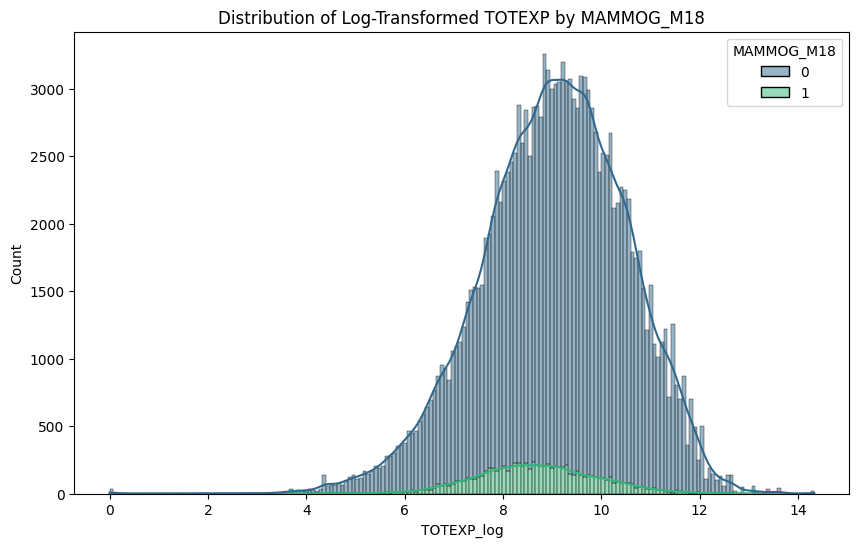 Distribution of Log-Transformed TOTEXP by MAMMOG_M18
MAMMOG_M18
0
1
3000
2500
2000
1500
1000
500
0
Count
0 2 4 6 8 10 12 14
TOTEXP_log